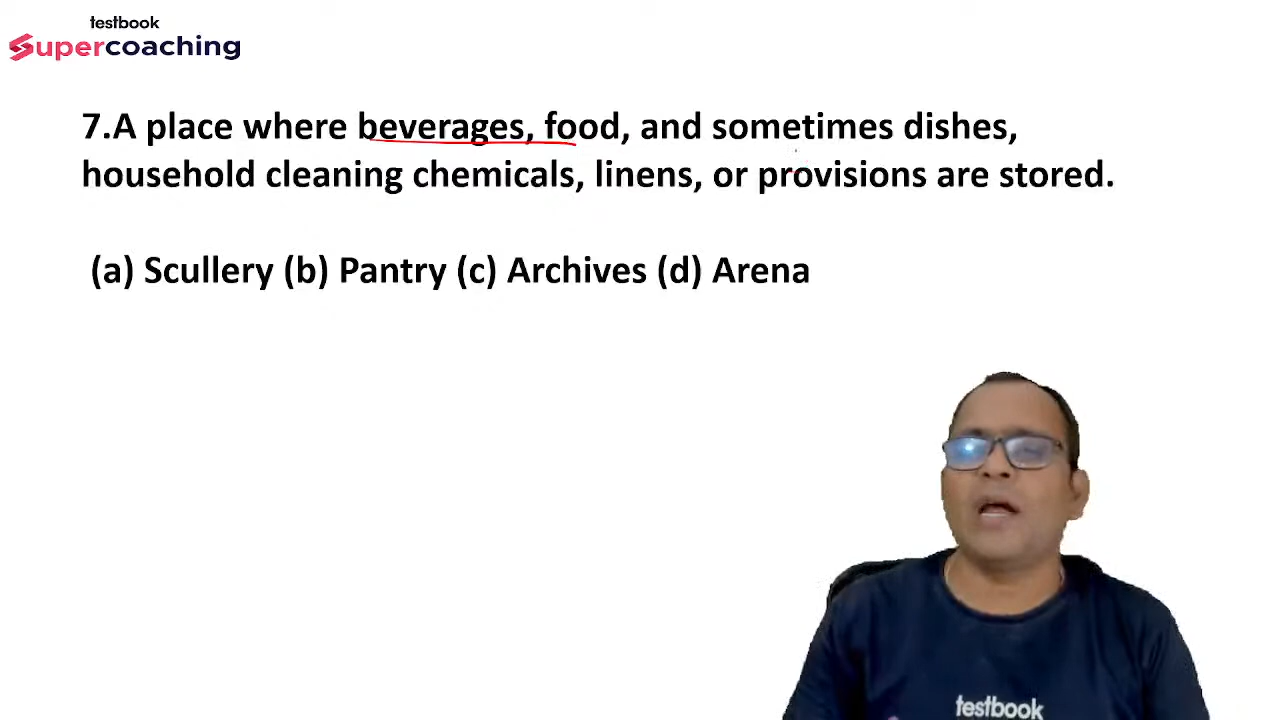 testbook
Supercoaching
7.A place where beverages, food, and sometimes dishes,
household cleaning chemicals, linens, or provisions are stored.
(a) Scullery (b) Pantry (c) Archives (d) Arena
testbook